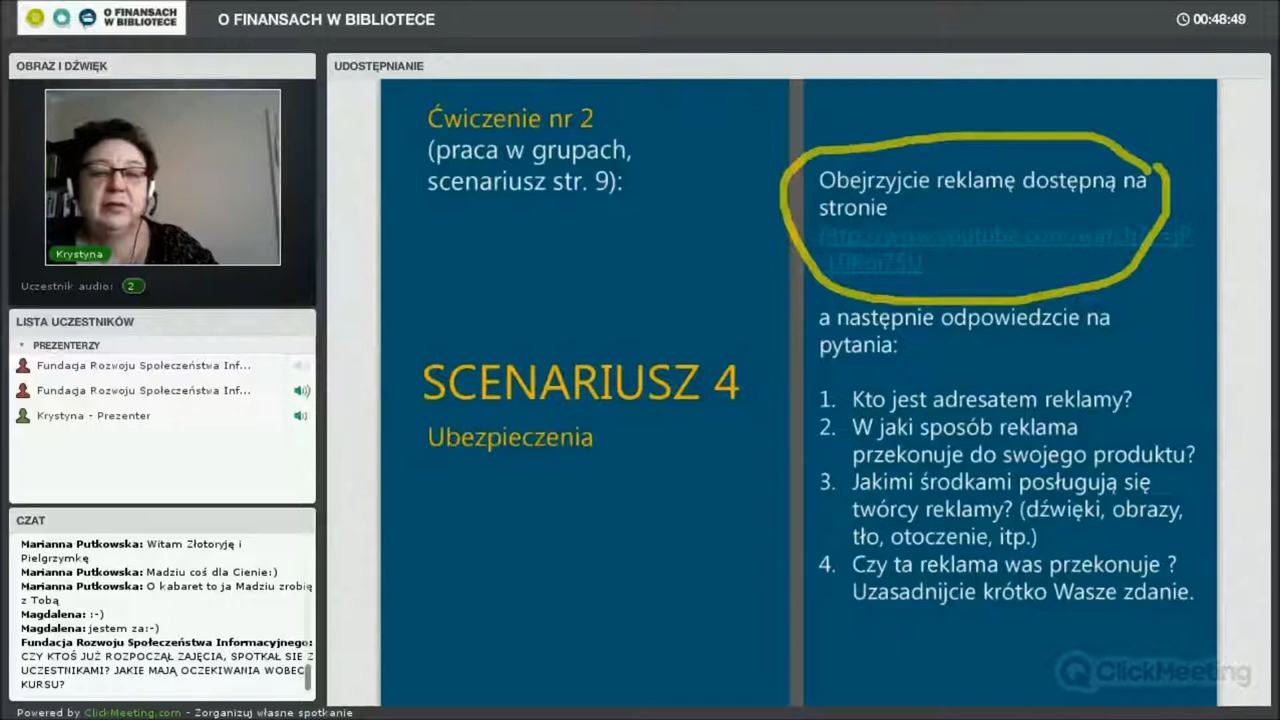 O FINANSACH
W BIBLIOTECE
O FINANSACH W BIBLIOTECE
00:48:49
OBRAZ I DŹWIĘK
Krystyna
Uczestnik audio: 2
LISTA UCZESTNIKÓW
PREZENTERZY
Fundacja Rozwoju Społeczeństwa Inf...
Fundacja Rozwoju Społeczeństwa Inf...
Krystyna - Prezenter
CZAT
Marianna Putkowska: Witam Złotoryję i
Pielgrzymkę
Marianna Putkowska: Madziu coś dla Cienie:)
Marianna Putkowska: O kabaret to ja Madziu zrobię
z Tobą
Magdalena: :-)
Magdalena: jestem za:-)
Fundacja Rozwoju Społeczeństwa Informacyjnego:
CZY KTOŚ JUŻ ROZPOCZĄŁ ZAJĘCIA, SPOTKAŁ SIE Z
UCZESTNIKAMI? JAKIE MAJĄ OCZEKIWANIA WOBEC
KURSU?
Powered by ClickMeeting.com - Zorganizuj własne spotkanie
UDOSTĘPNIANIE
Ćwiczenie nr 2
(praca w grupach,
scenariusz str. 9):
SCENARIUSZ 4
Ubezpieczenia
Obejrzyjcie reklamę dostępną na
stronie
a następnie odpowiedzcie na
pytania:
1. Kto jest adresatem reklamy?
2. W jaki sposób reklama
przekonuje do swojego produktu?
3. Jakimi środkami posługują się
twórcy reklamy? (dźwięki, obrazy,
tło, otoczenie, itp.)
4. Czy ta reklama was przekonuje ?
Uzasadnijcie krótko Wasze zdanie.
ClickMeeting